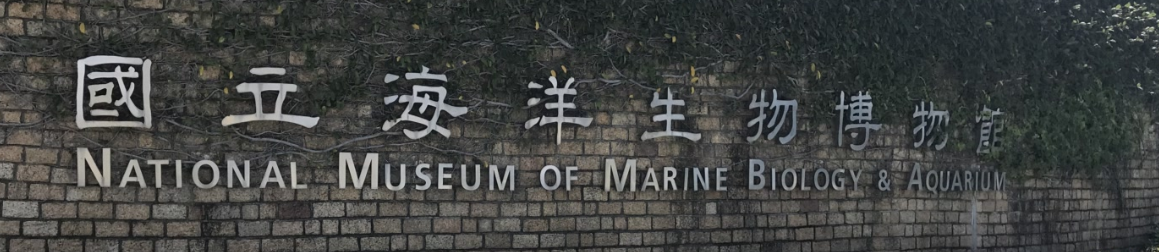 國立海洋生物博物館
NATIONAL MUSEUM OF MARINE BIOLOGY & AQUARIUM